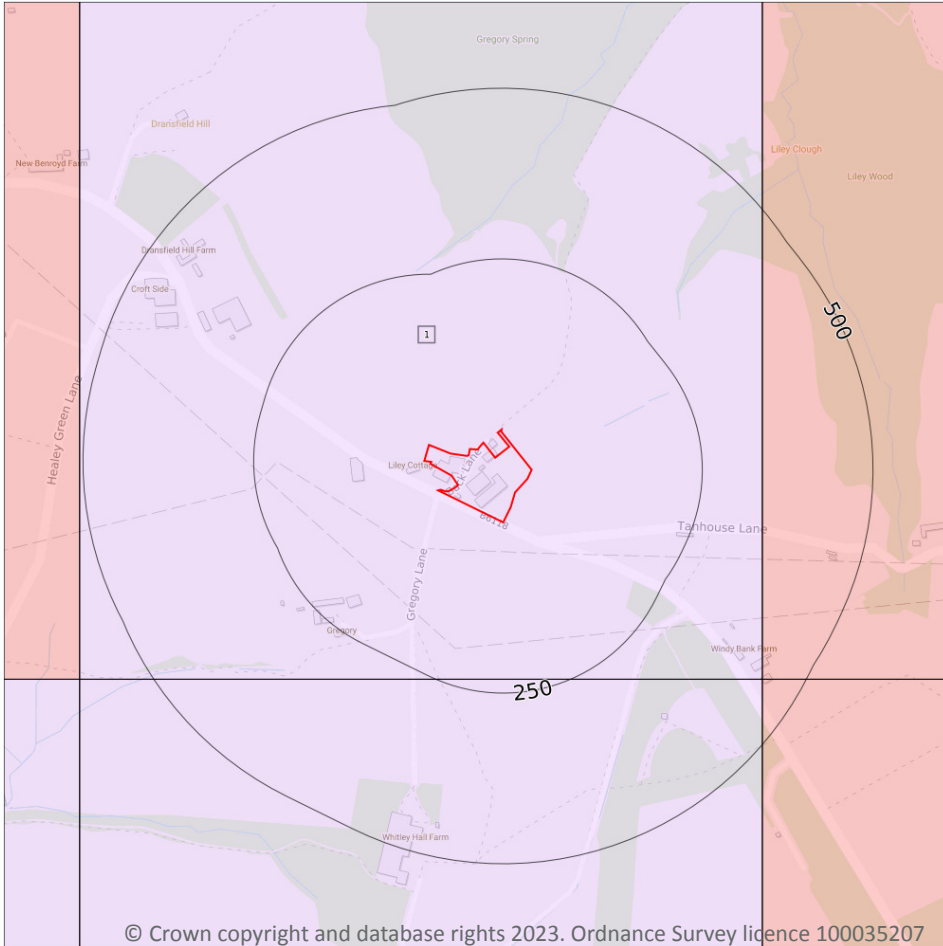 Gregory Spring
Dransfield Hill
Liley Clough
New Benroyd Farm
Liley Wood
Dransfield Hill Farm
Croft Side
500
1
Healey Green Lane
Liley Cottage
Lane
B6118
Tanhouse Lane
Gregory Lane
Gregory
Windy Bank Farm
250
Whitley Hall Farm
© Crown copyright and database rights 2023. Ordnance Survey licence 100035207